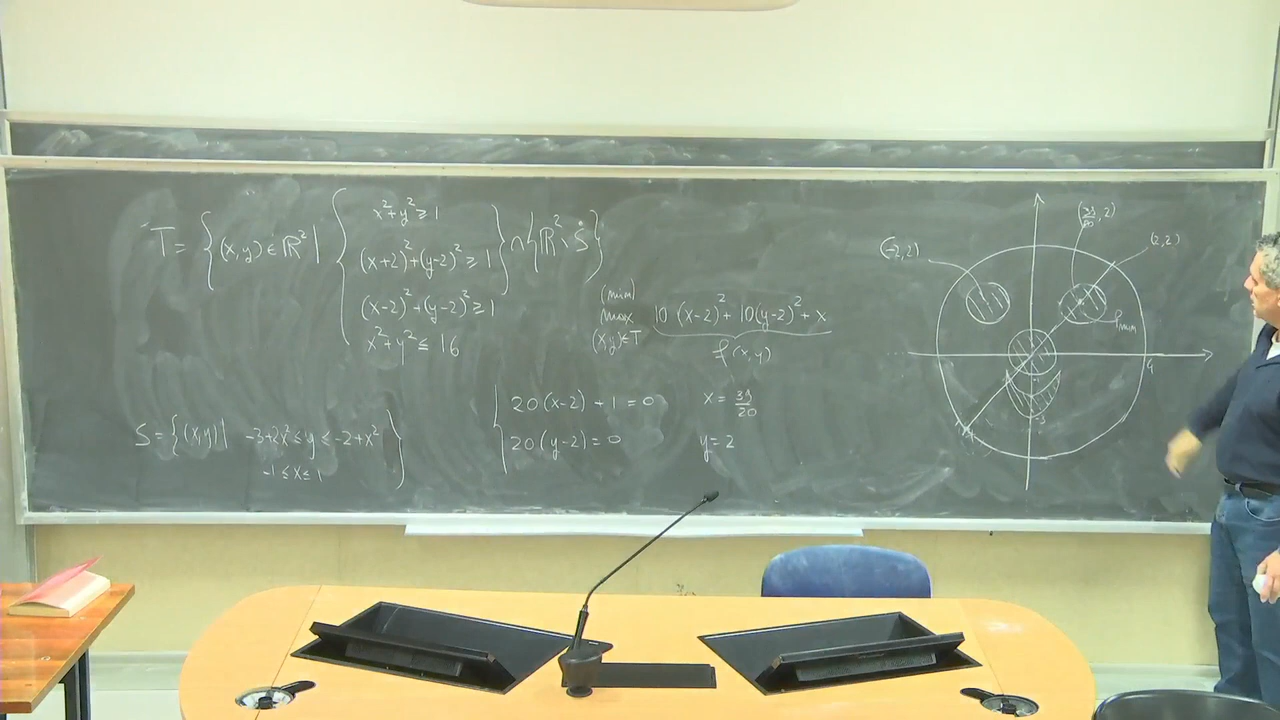 T = { (x,y) ∈ ℝ² | { x²+y² ≥ 1
(x+2)²+(y-2)² ≥ 1
(x-2)²+(y-2)² ≥ 1
x²+y² ≤ 16 } ∩ {ℝ² \ S̊}
(min)
max 10(x-2)² + 10(y-2)² + x
(x,y)∈T
f(x,y)
S = { (x,y) | -3+2x² ≤ y ≤ -2+x²
-1 ≤ x ≤ 1 }
{ 20(x-2) + 1 = 0 x = 39/20
20(y-2) = 0 y = 2
(-2,2)
(39/20, 2)
(2,2)
Pmin
4
-3